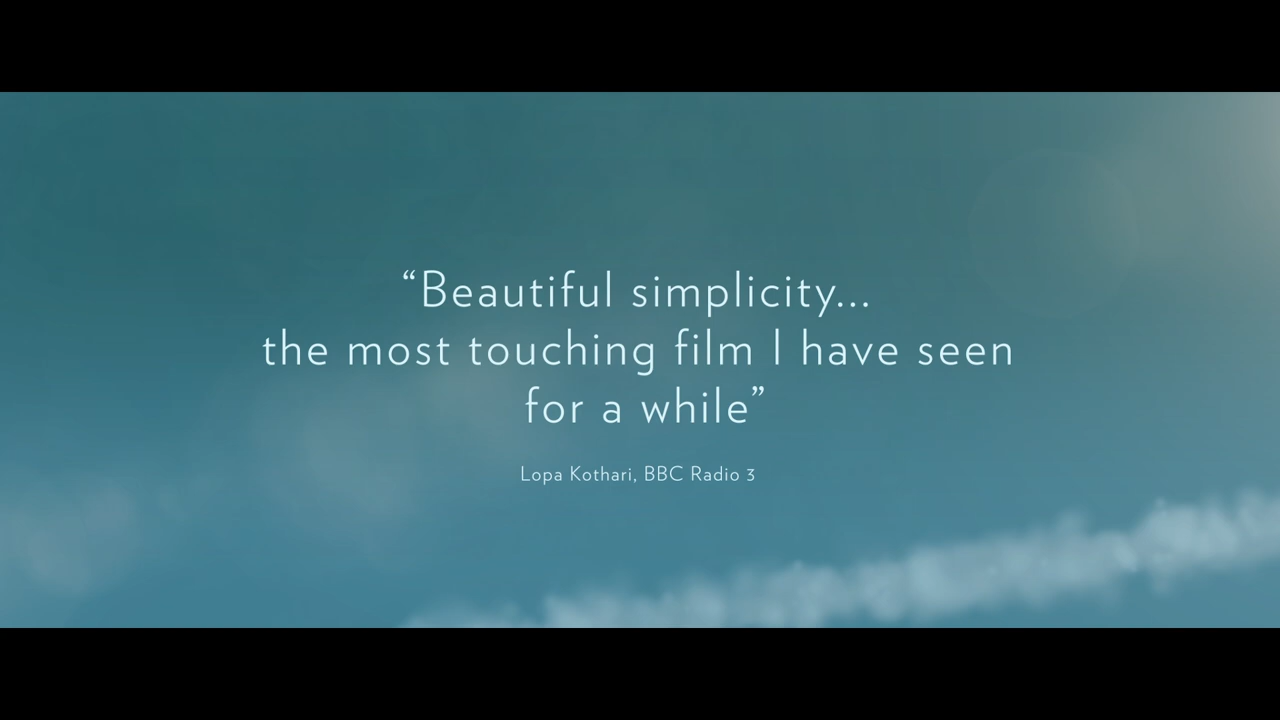 “Beautiful simplicity...
the most touching film I have seen
for a while”
Lopa Kothari, BBC Radio 3